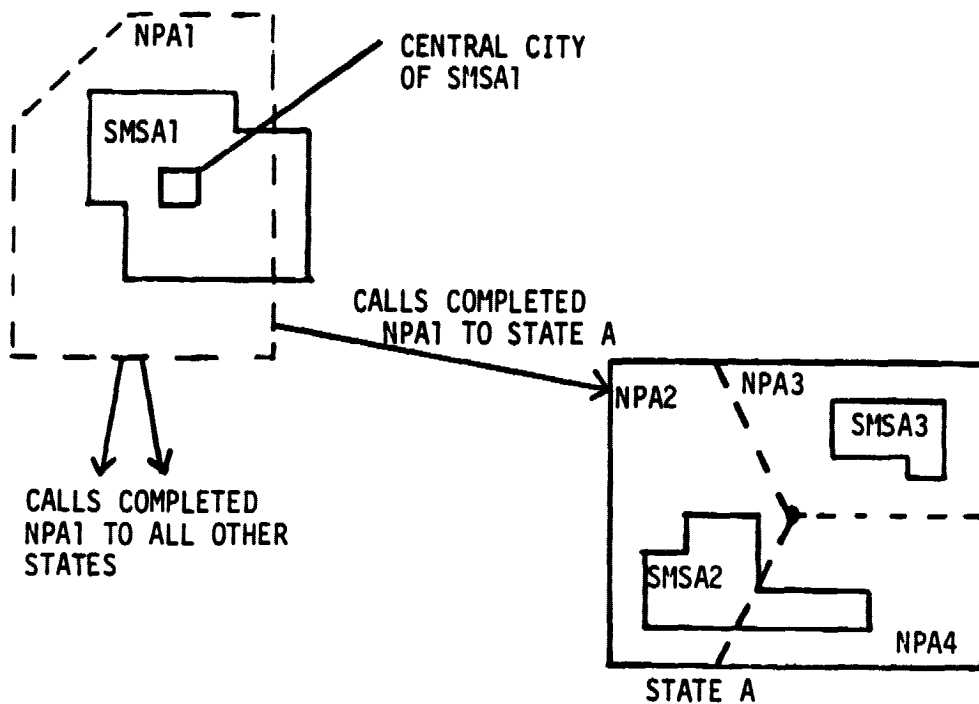 NPA1
CENTRAL CITY
OF SMSA1
SMSA1
CALLS COMPLETED
NPA1 TO STATE A
NPA2
NPA3
SMSA3
CALLS COMPLETED
NPA1 TO ALL OTHER
STATES
SMSA2
NPA4
STATE A